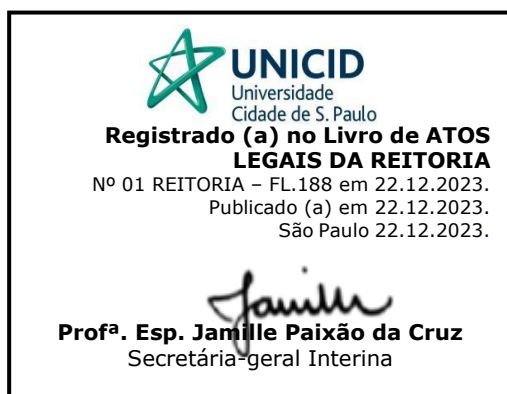 UNICID
Universidade
Cidade de S. Paulo
Registrado (a) no Livro de ATOS
LEGAIS DA REITORIA
Nº 01 REITORIA – FL.188 em 22.12.2023.
Publicado (a) em 22.12.2023.
São Paulo 22.12.2023.
Jamille
Profª. Esp. Jamille Paixão da Cruz
Secretária-geral Interina